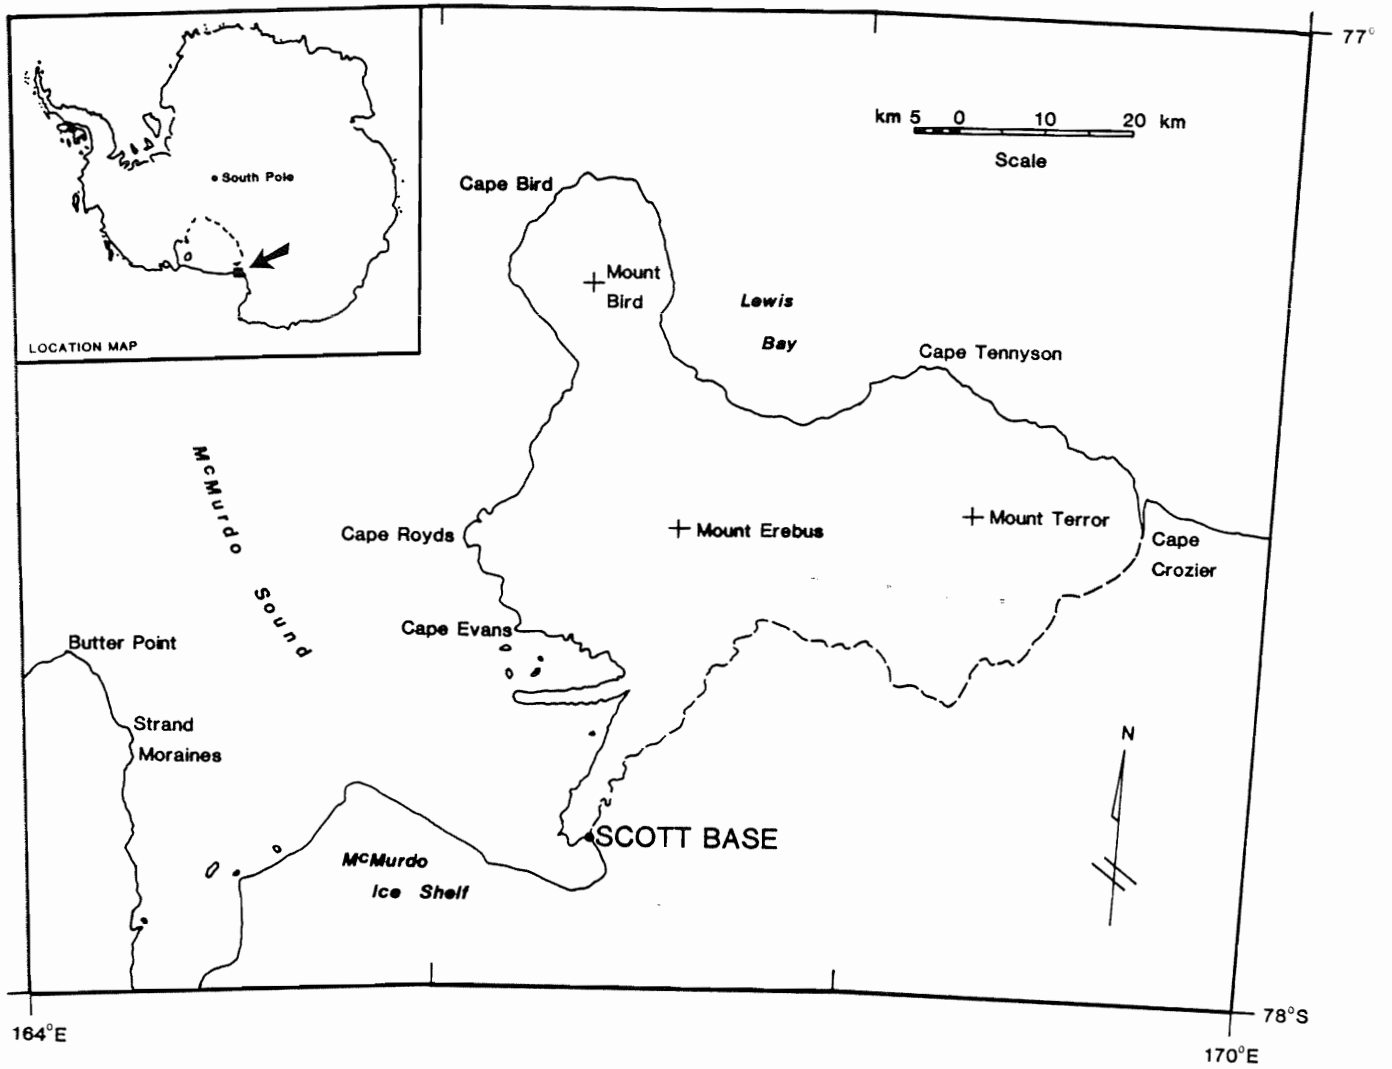 77°
km 5 0 10 20 km
Scale
South Pole
LOCATION MAP
Cape Bird
Mount
Bird
Lewis
Bay
Cape Tennyson
McMurdo Sound
Cape Royds
Mount Erebus
Mount Terror
Cape
Crozier
Cape Evans
Butter Point
Strand
Moraines
N
SCOTT BASE
McMurdo
Ice Shelf
164°E
78°S
170°E